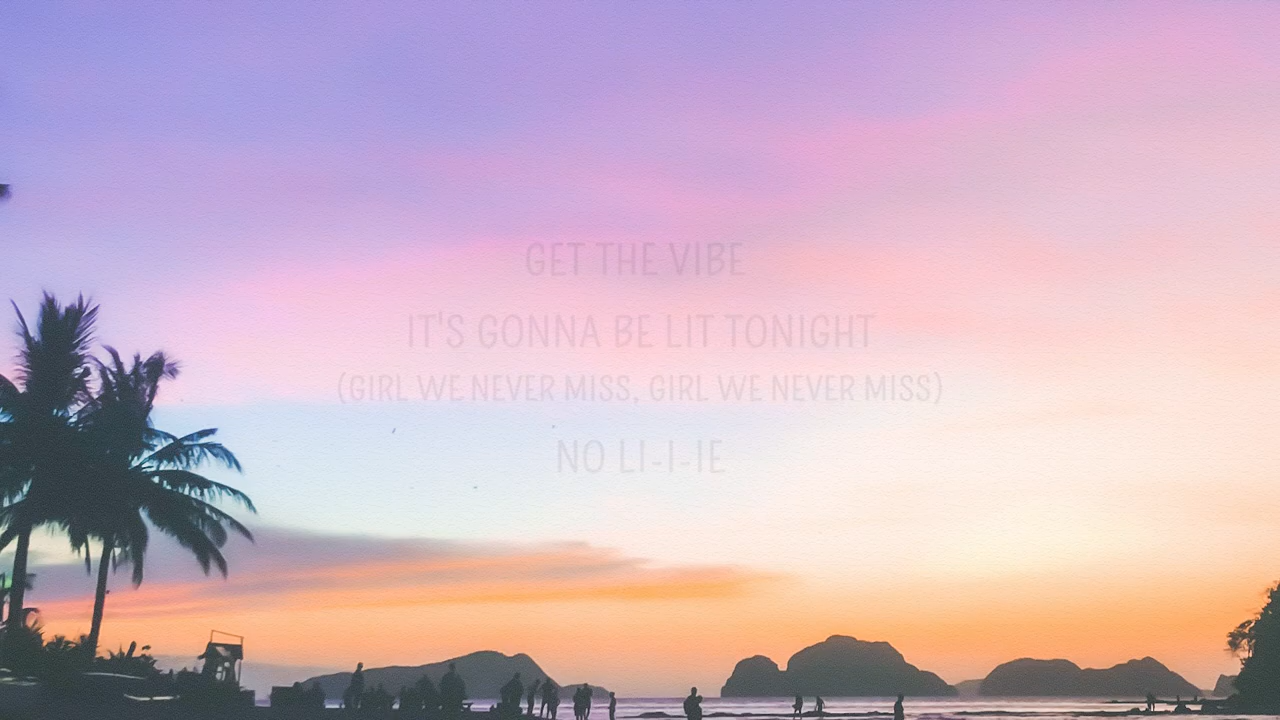 GET THE VIBE
IT'S GONNA BE LIT TONIGHT
(GIRL WE NEVER MISS, GIRL WE NEVER MISS)
NO LI-I-IE